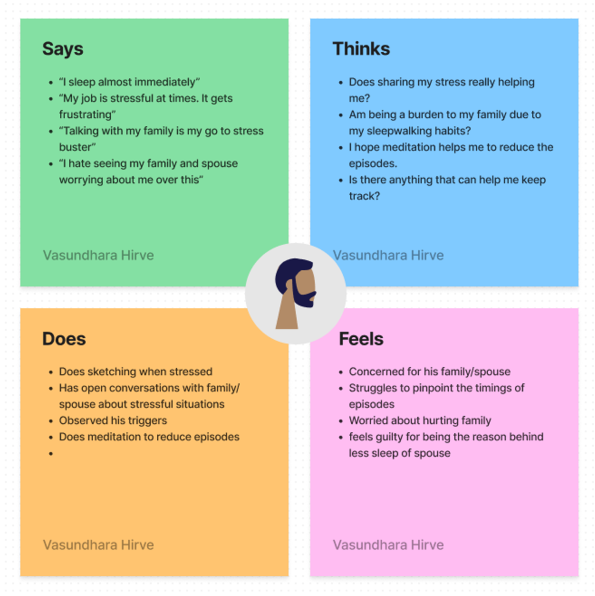 Says
• “I sleep almost immediately”
• “My job is stressful at times. It gets
frustrating”
• “Talking with my family is my go to stress
buster”
• “I hate seeing my family and spouse
worrying about me over this”
Vasundhara Hirve
Thinks
• Does sharing my stress really helping
me?
• Am being a burden to my family due to
my sleepwalking habits?
• I hope meditation helps me to reduce the
episodes.
• Is there anything that can help me keep
track?
Vasundhara Hirve
Does
• Does sketching when stressed
• Has open conversations with family/
spouse about stressful situations
• Observed his triggers
• Does meditation to reduce episodes
•
Vasundhara Hirve
Feels
• Concerned for his family/spouse
• Struggles to pinpoint the timings of
episodes
• Worried about hurting family
• feels guilty for being the reason behind
less sleep of spouse
Vasundhara Hirve